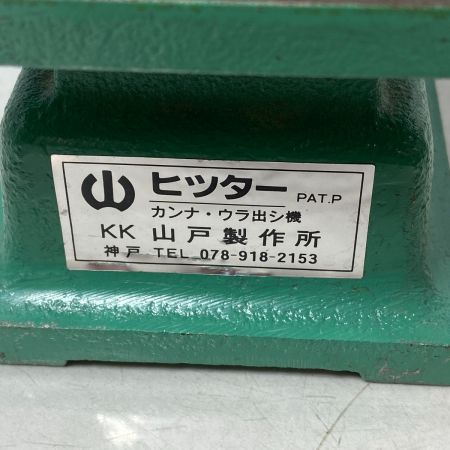 山 ヒッター PAT.P
カンナ・ウラ出シ機
KK 山戸製作所
神戸 TEL 078-918-2153